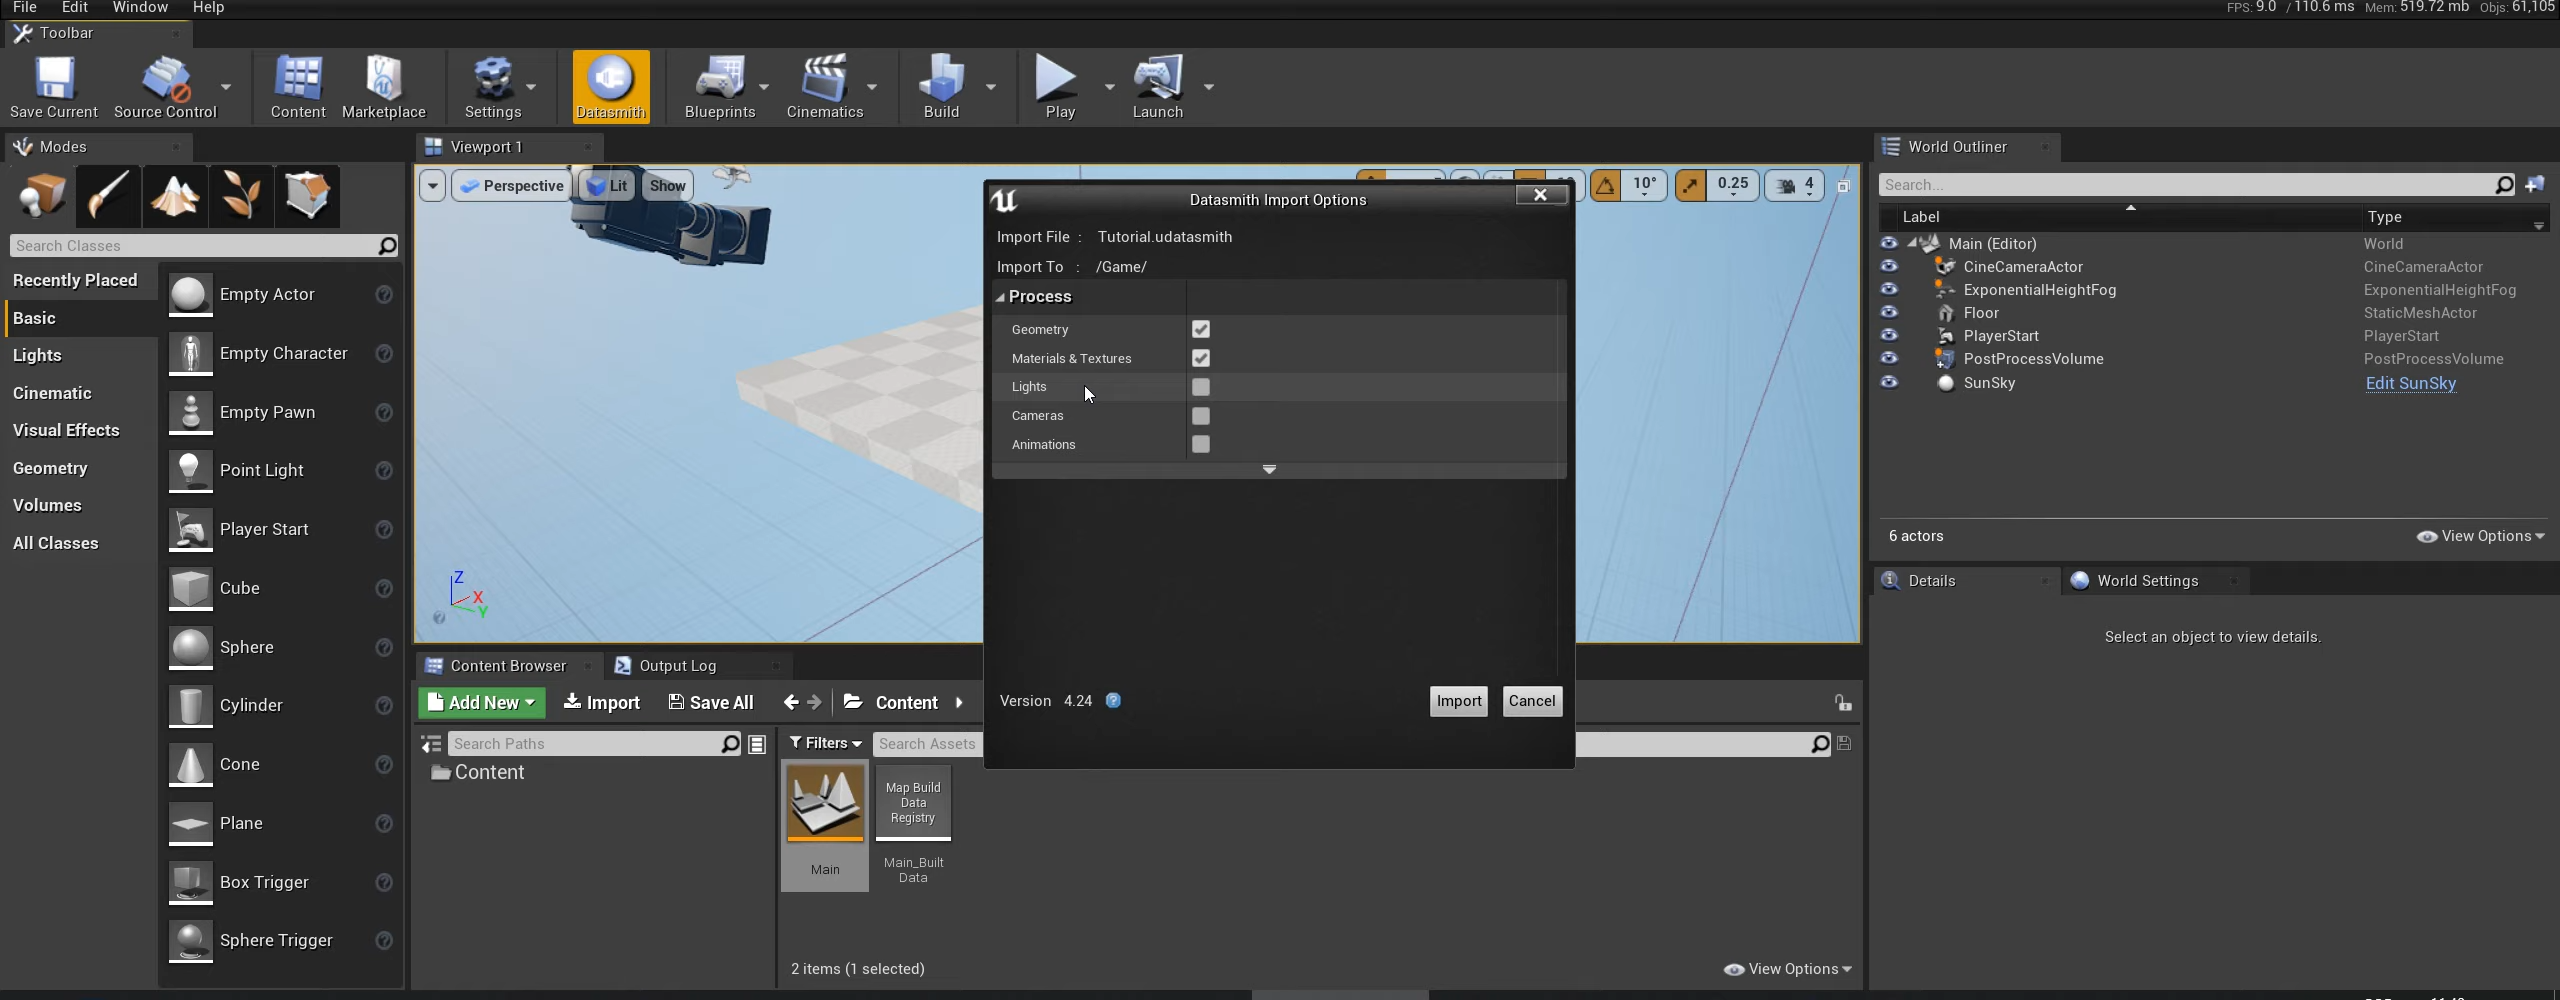 File Edit Window Help
FPS: 9.0 / 110.6 ms Mem: 519.72 mb Objs: 61,105
Toolbar
Save Current Source Control Content Marketplace Settings Datasmith Blueprints Cinematics Build Play Launch
Modes
Search Classes
Recently Placed
Basic
Lights
Cinematic
Visual Effects
Geometry
Volumes
All Classes
Empty Actor
Empty Character
Empty Pawn
Point Light
Player Start
Cube
Sphere
Cylinder
Cone
Plane
Box Trigger
Sphere Trigger
Viewport 1
Perspective Lit Show
10° 0.25 4
Z
X
Y
Datasmith Import Options
Import File : Tutorial.udatasmith
Import To : /Game/
Process
Geometry
Materials & Textures
Lights
Cameras
Animations
Version 4.24
Import Cancel
Content Browser Output Log
Add New Import Save All Content
Search Paths
Content
Filters Search Assets
Main
Map Build
Data
Registry
Main_Built
Data
2 items (1 selected)
View Options
World Outliner
Search...
Label Type
Main (Editor) World
CineCameraActor CineCameraActor
ExponentialHeightFog ExponentialHeightFog
Floor StaticMeshActor
PlayerStart PlayerStart
PostProcessVolume PostProcessVolume
SunSky Edit SunSky
6 actors
View Options
Details World Settings
Select an object to view details.